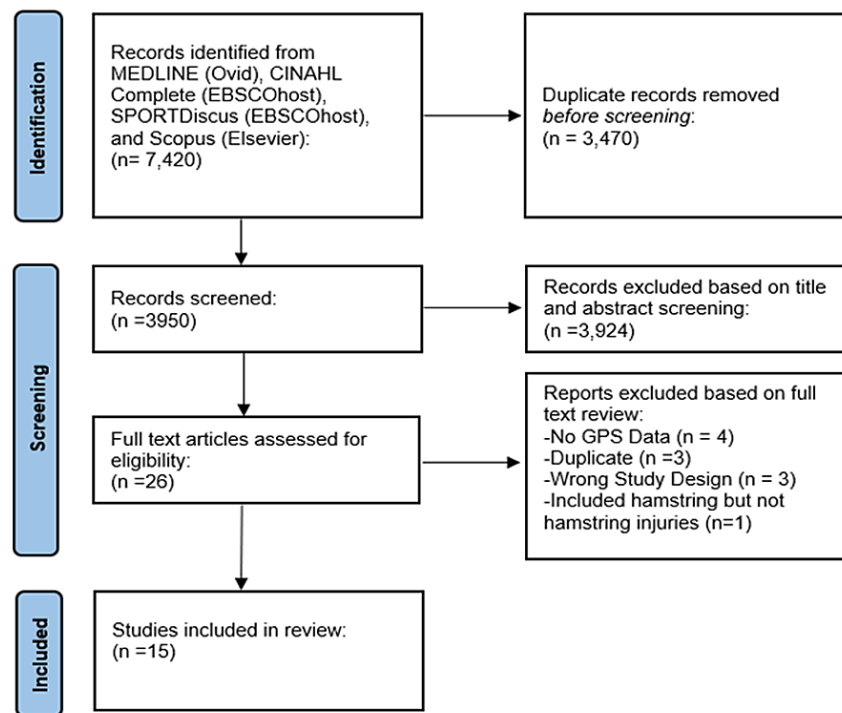 Identification
Records identified from
MEDLINE (Ovid), CINAHL
Complete (EBSCOhost),
SPORTDiscus (EBSCOhost),
and Scopus (Elsevier):
(n= 7,420)
Duplicate records removed
before screening:
(n = 3,470)
Screening
Records screened:
(n =3950)
Records excluded based on title
and abstract screening:
(n =3,924)
Full text articles assessed for
eligibility:
(n =26)
Reports excluded based on full
text review:
-No GPS Data (n = 4)
-Duplicate (n =3)
-Wrong Study Design (n = 3)
-Included hamstring but not
hamstring injuries (n=1)
Included
Studies included in review:
(n =15)